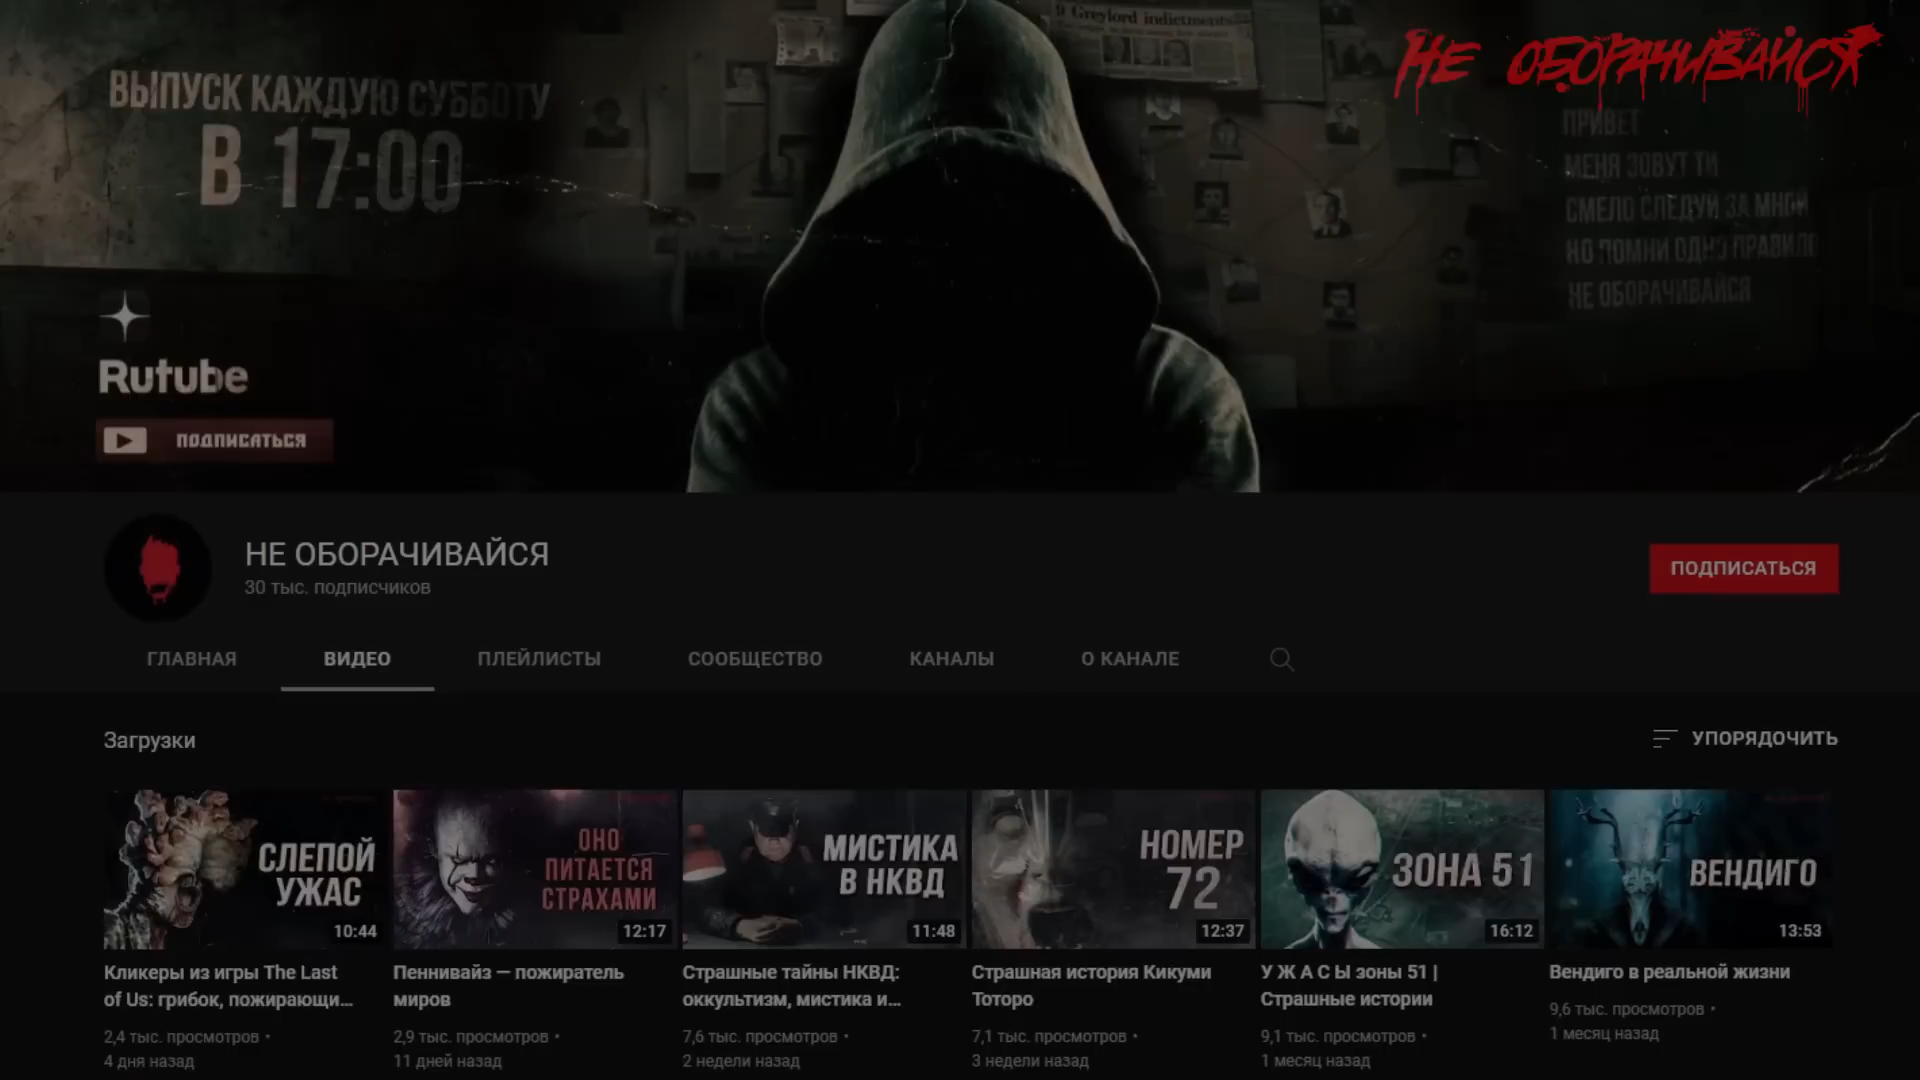 9 Greylord indictments
НЕ ОБОРАЧИВАЙСЯ
ВЫПУСК КАЖДУЮ СУББОТУ
В 17:00
ПРИВЕТ
МЕНЯ ЗОВУТ ТИ
СМЕЛО СЛЕДУЙ ЗА МНОЙ
НО ПОМНИ ОДНО ПРАВИЛО
НЕ ОБОРАЧИВАЙСЯ
Rutube
ПОДПИСАТЬСЯ
НЕ ОБОРАЧИВАЙСЯ
30 тыс. подписчиков
ПОДПИСАТЬСЯ
ГЛАВНАЯ ВИДЕО ПЛЕЙЛИСТЫ СООБЩЕСТВО КАНАЛЫ О КАНАЛЕ
Загрузки
УПОРЯДОЧИТЬ
СЛЕПОЙ
УЖАС
10:44
Кликеры из игры The Last
of Us: грибок, пожирающи...
2,4 тыс. просмотров •
4 дня назад
ОНО
ПИТАЕТСЯ
СТРАХАМИ
12:17
Пеннивайз — пожиратель
миров
2,9 тыс. просмотров •
11 дней назад
МИСТИКА
В НКВД
11:48
Страшные тайны НКВД:
оккультизм, мистика и...
7,6 тыс. просмотров •
2 недели назад
НОМЕР
72
12:37
Страшная история Кикуми
Тоторо
7,1 тыс. просмотров •
3 недели назад
ЗОНА 51
16:12
У Ж А С Ы зоны 51 |
Страшные истории
9,1 тыс. просмотров •
1 месяц назад
ВЕНДИГО
13:53
Вендиго в реальной жизни
9,6 тыс. просмотров •
1 месяц назад